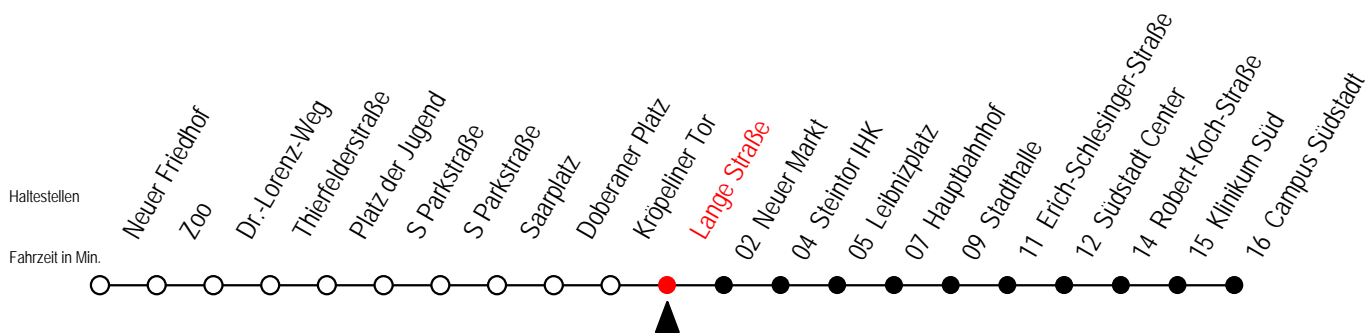 Haltestellen
Fahrzeit in Min.
Neuer Friedhof
Zoo
Dr.-Lorenz-Weg
Thierfelderstraße
Platz der Jugend
S Parkstraße
S Parkstraße
Saarplatz
Doberaner Platz
Kröpeliner Tor
Lange Straße
02 Neuer Markt
04 Steintor IHK
05 Leibnizplatz
07 Hauptbahnhof
09 Stadthalle
11 Erich-Schlesinger-Straße
12 Südstadt Center
14 Robert-Koch-Straße
15 Klinikum Süd
16 Campus Südstadt